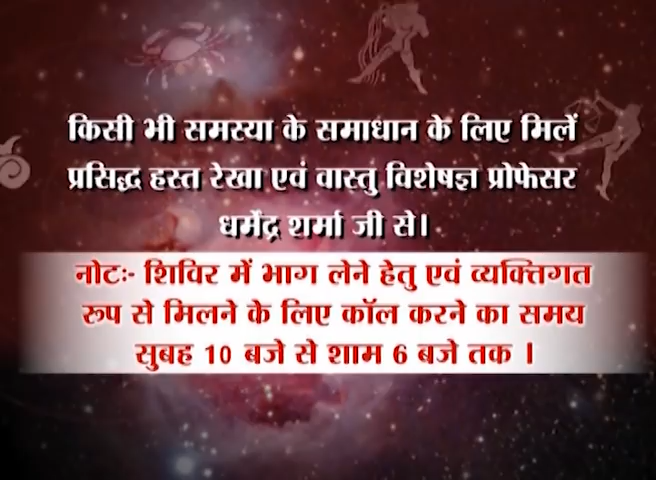 किसी भी समस्या के समाधान के लिए मिलें
प्रसिद्ध हस्त रेखा एवं वास्तु विशेषज्ञ प्रोफेसर
धर्मेंद्र शर्मा जी से।
नोटः- शिविर में भाग लेने हेतु एवं व्यक्तिगत
रूप से मिलने के लिए कॉल करने का समय
सुबह 10 बजे से शाम 6 बजे तक ।